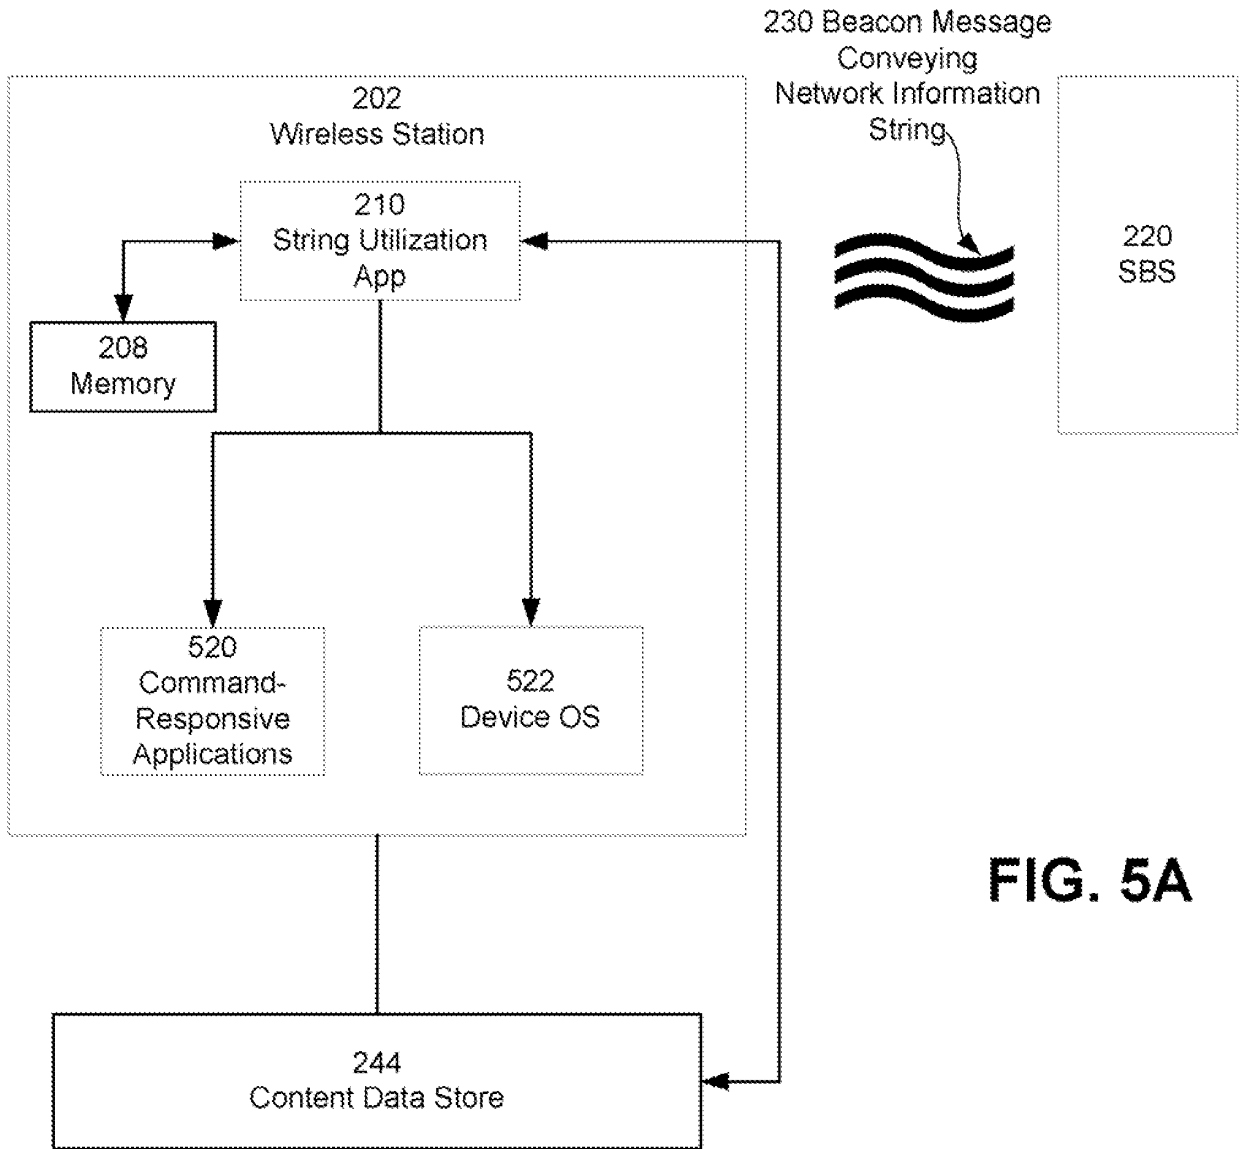 230 Beacon Message
Conveying
Network Information
String
202
Wireless Station
210
String Utilization
App
220
SBS
208
Memory
520
Command-
Responsive
Applications
522
Device OS
FIG. 5A
244
Content Data Store